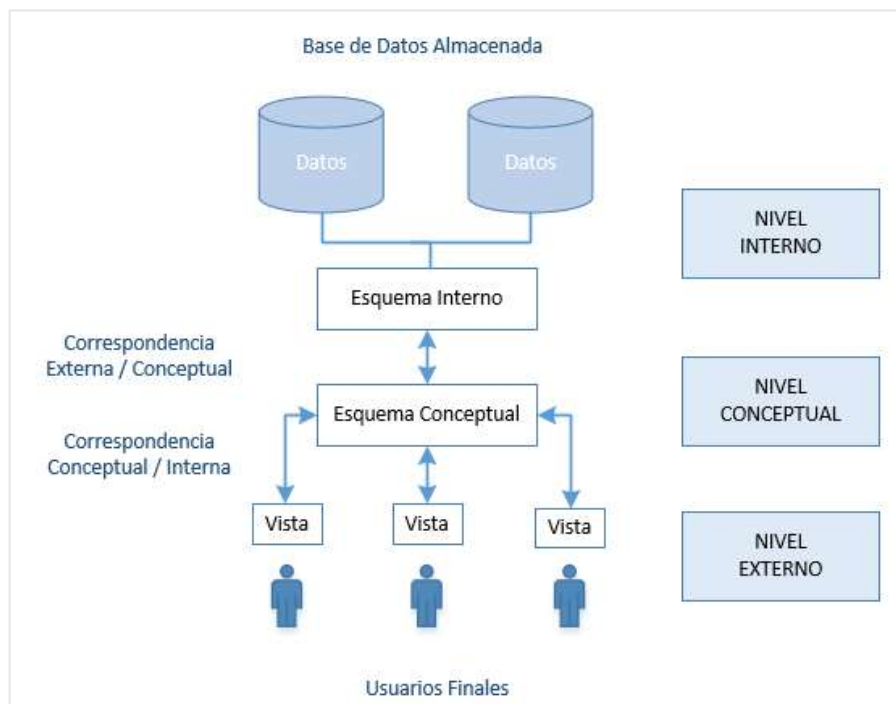 Base de Datos Almacenada
Datos
Datos
NIVEL
INTERNO
Esquema Interno
Correspondencia
Externa / Conceptual
NIVEL
CONCEPTUAL
Esquema Conceptual
Correspondencia
Conceptual / Interna
Vista
Vista
Vista
NIVEL
EXTERNO
Usuarios Finales